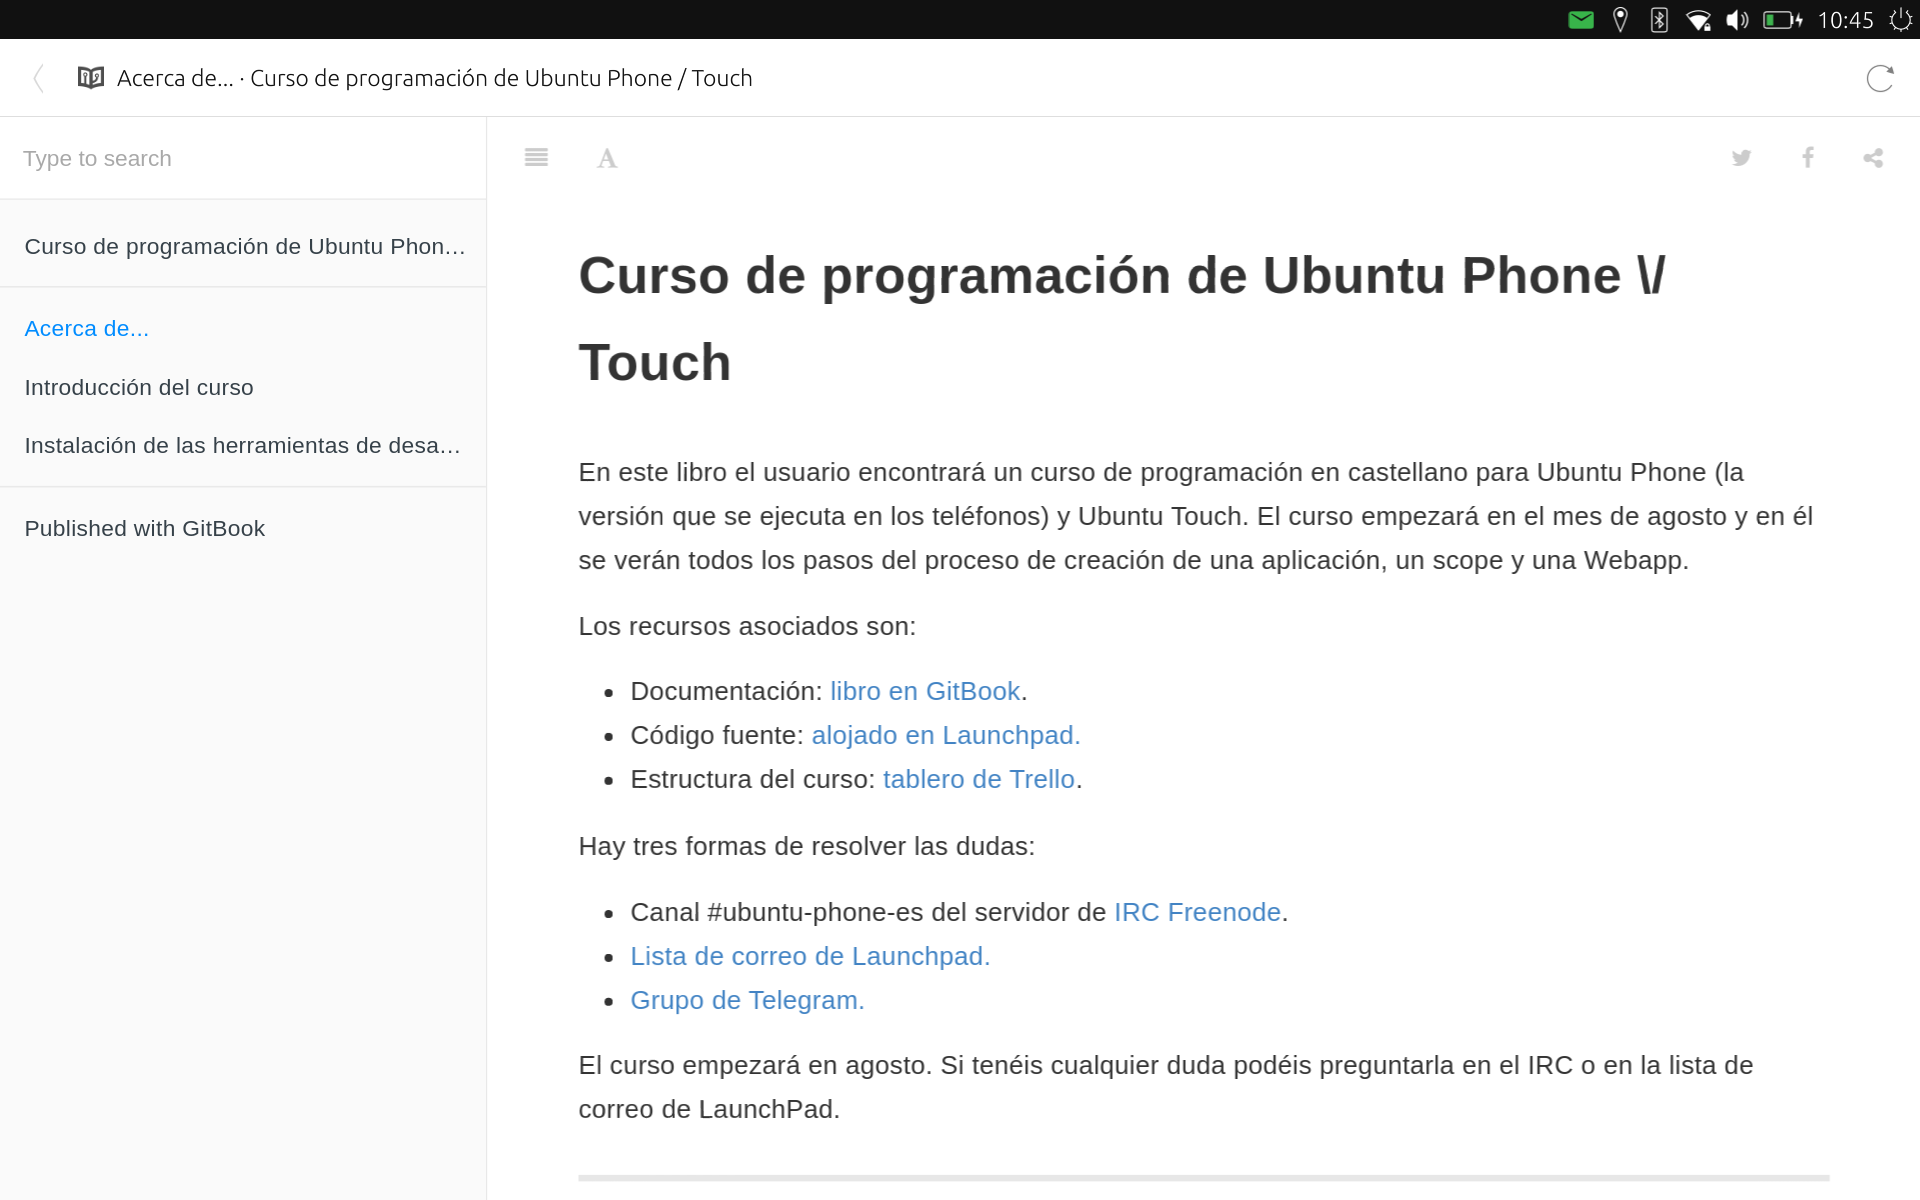 10:45
Acerca de... · Curso de programación de Ubuntu Phone / Touch
Type to search
Curso de programación de Ubuntu Phon...
Acerca de...
Introducción del curso
Instalación de las herramientas de desa...
Published with GitBook
A
Curso de programación de Ubuntu Phone \/
Touch
En este libro el usuario encontrará un curso de programación en castellano para Ubuntu Phone (la
versión que se ejecuta en los teléfonos) y Ubuntu Touch. El curso empezará en el mes de agosto y en él
se verán todos los pasos del proceso de creación de una aplicación, un scope y una Webapp.
Los recursos asociados son:
• Documentación: libro en GitBook.
• Código fuente: alojado en Launchpad.
• Estructura del curso: tablero de Trello.
Hay tres formas de resolver las dudas:
• Canal #ubuntu-phone-es del servidor de IRC Freenode.
• Lista de correo de Launchpad.
• Grupo de Telegram.
El curso empezará en agosto. Si tenéis cualquier duda podéis preguntarla en el IRC o en la lista de
correo de LaunchPad.